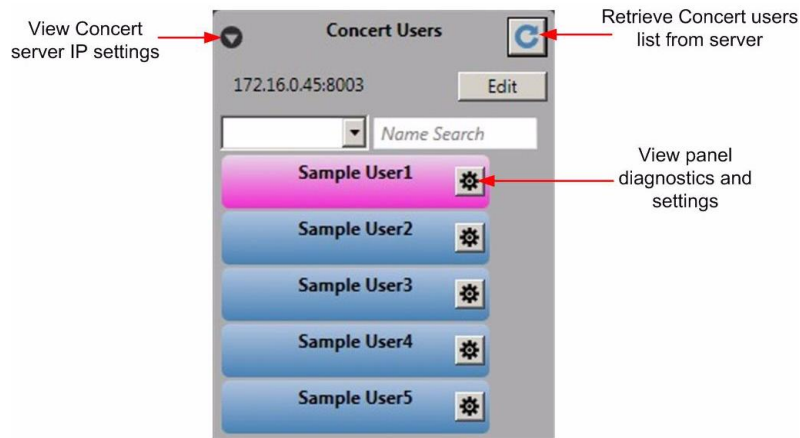 View Concert
server IP settings
Concert Users
Retrieve Concert users
list from server
172.16.0.45:8003
Edit
Name Search
Sample User1
View panel
diagnostics and
settings
Sample User2
Sample User3
Sample User4
Sample User5